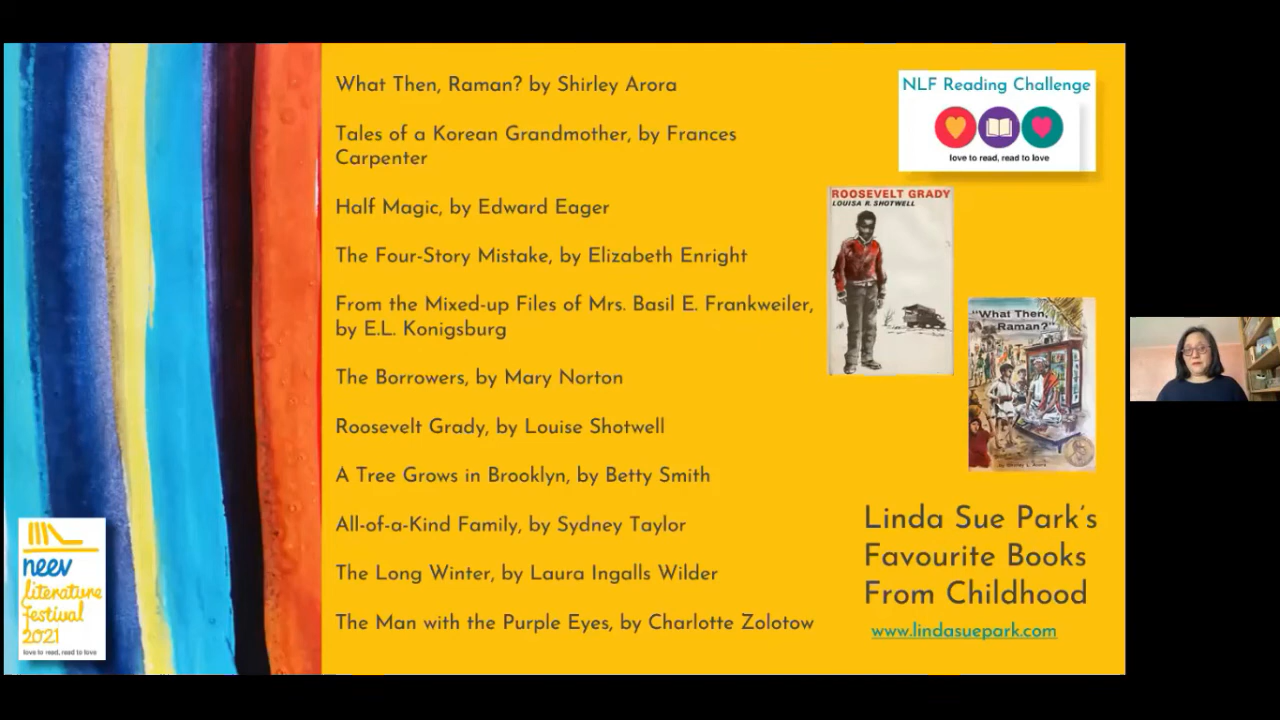 What Then, Raman? by Shirley Arora
Tales of a Korean Grandmother, by Frances
Carpenter
Half Magic, by Edward Eager
The Four-Story Mistake, by Elizabeth Enright
From the Mixed-up Files of Mrs. Basil E. Frankweiler,
by E.L. Konigsburg
The Borrowers, by Mary Norton
Roosevelt Grady, by Louise Shotwell
A Tree Grows in Brooklyn, by Betty Smith
All-of-a-Kind Family, by Sydney Taylor
The Long Winter, by Laura Ingalls Wilder
The Man with the Purple Eyes, by Charlotte Zolotow
NLF Reading Challenge
love to read, read to love
ROOSEVELT GRADY
LOUISA R. SHOTWELL
"What Then,
Raman?"
by Shirley L. Arora
Linda Sue Park's
Favourite Books
From Childhood
www.lindasuepark.com
neev
literature
festival
2021
love to read, read to love